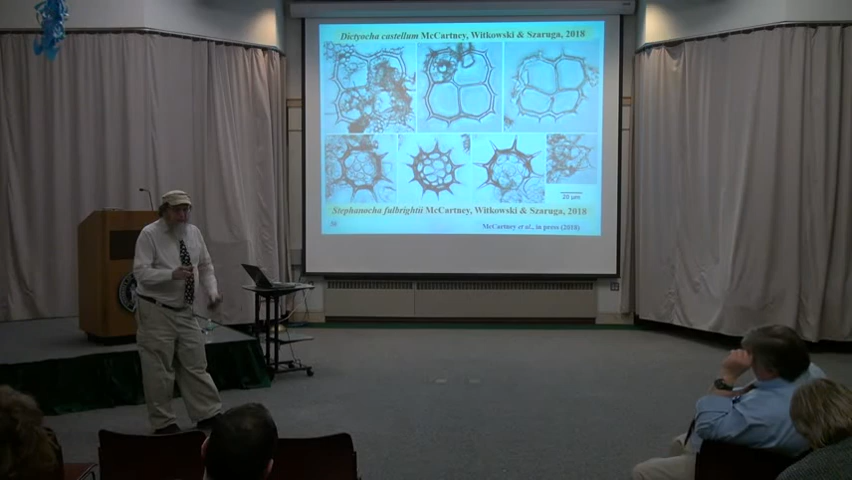 Dictyocha castellum McCartney, Witkowski & Szaruga, 2018
20 µm
Stephanocha fulbrightii McCartney, Witkowski & Szaruga, 2018
McCartney et al., in press (2018)